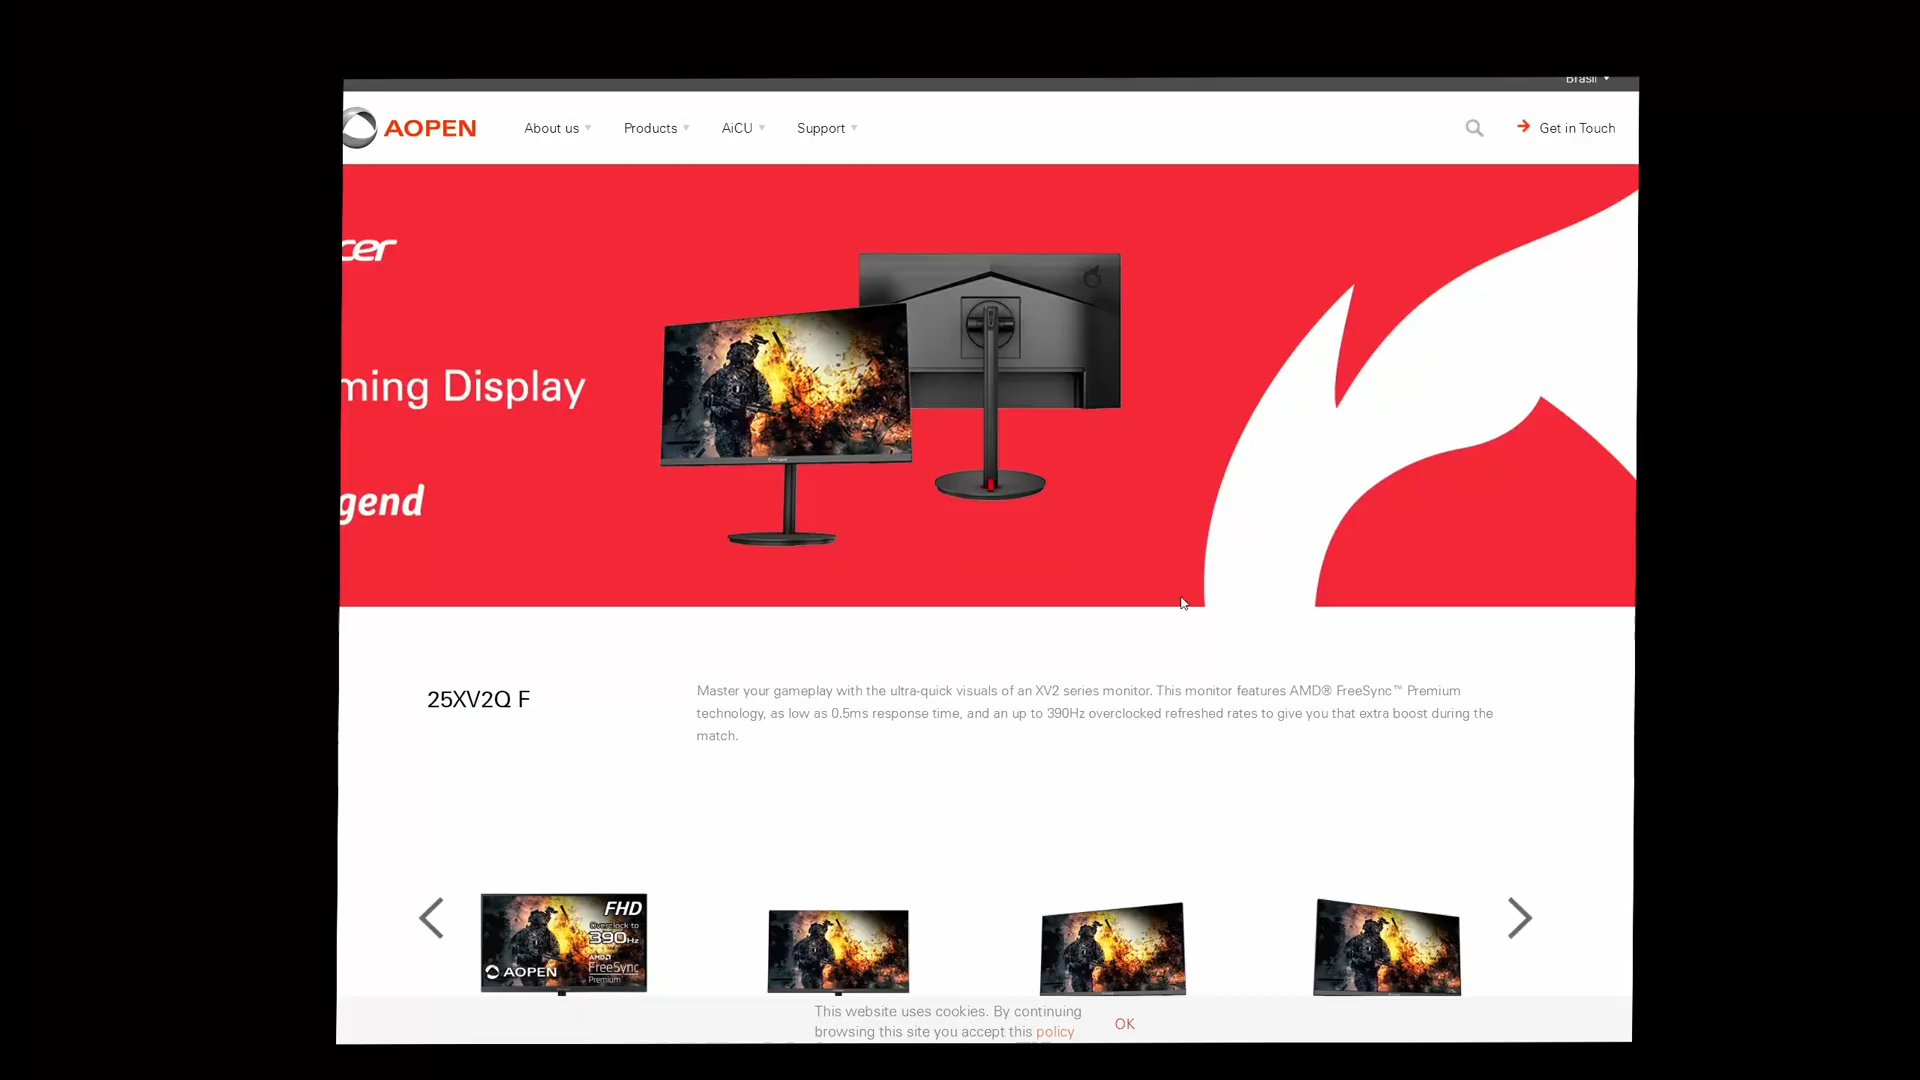 Brasil
AOPEN
About us
Products
AiCU
Support
Get in Touch
cer
ming Display
gend
25XV2Q F
Master your gameplay with the ultra-quick visuals of an XV2 series monitor. This monitor features AMD® FreeSync™ Premium
technology, as low as 0.5ms response time, and an up to 390Hz overclocked refreshed rates to give you that extra boost during the
match.
FHD
Overclock to
390Hz
AMD
FreeSync
Premium
AOPEN
This website uses cookies. By continuing
browsing this site you accept this policy
OK